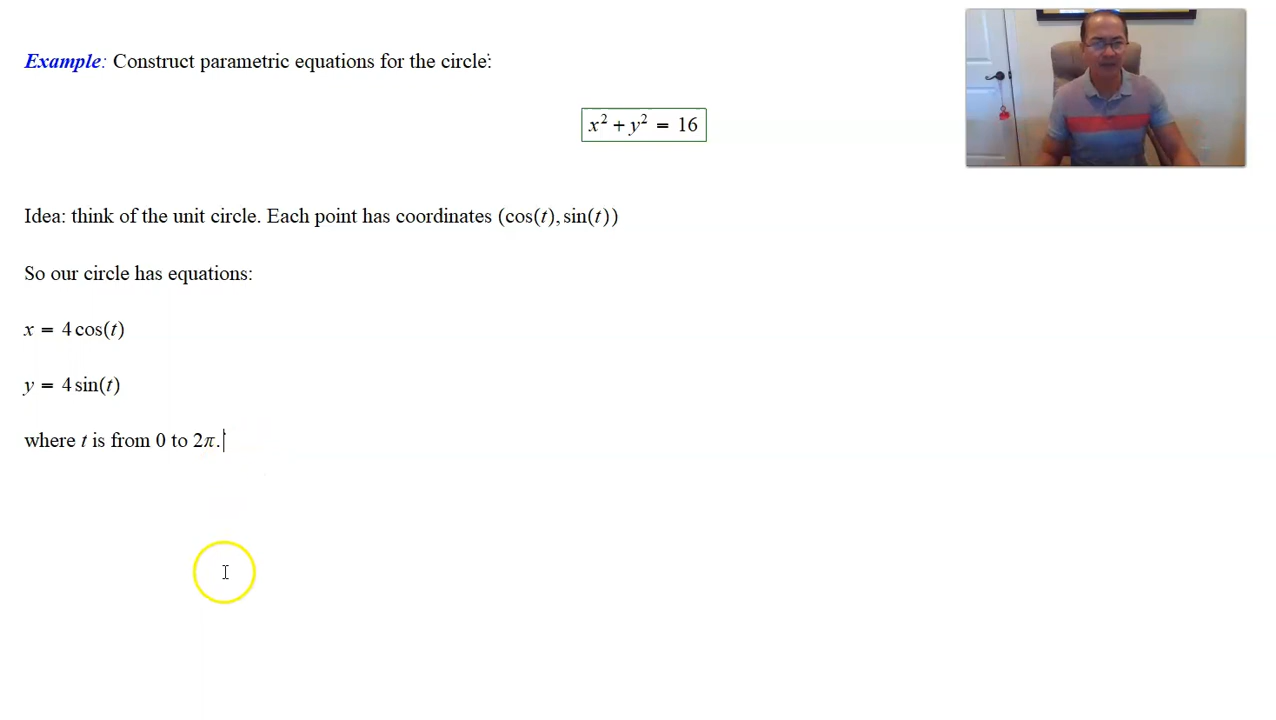 Example: Construct parametric equations for the circle:
x² + y² = 16
Idea: think of the unit circle. Each point has coordinates (cos(t), sin(t))
So our circle has equations:
x = 4 cos(t)
y = 4 sin(t)
where t is from 0 to 2π.